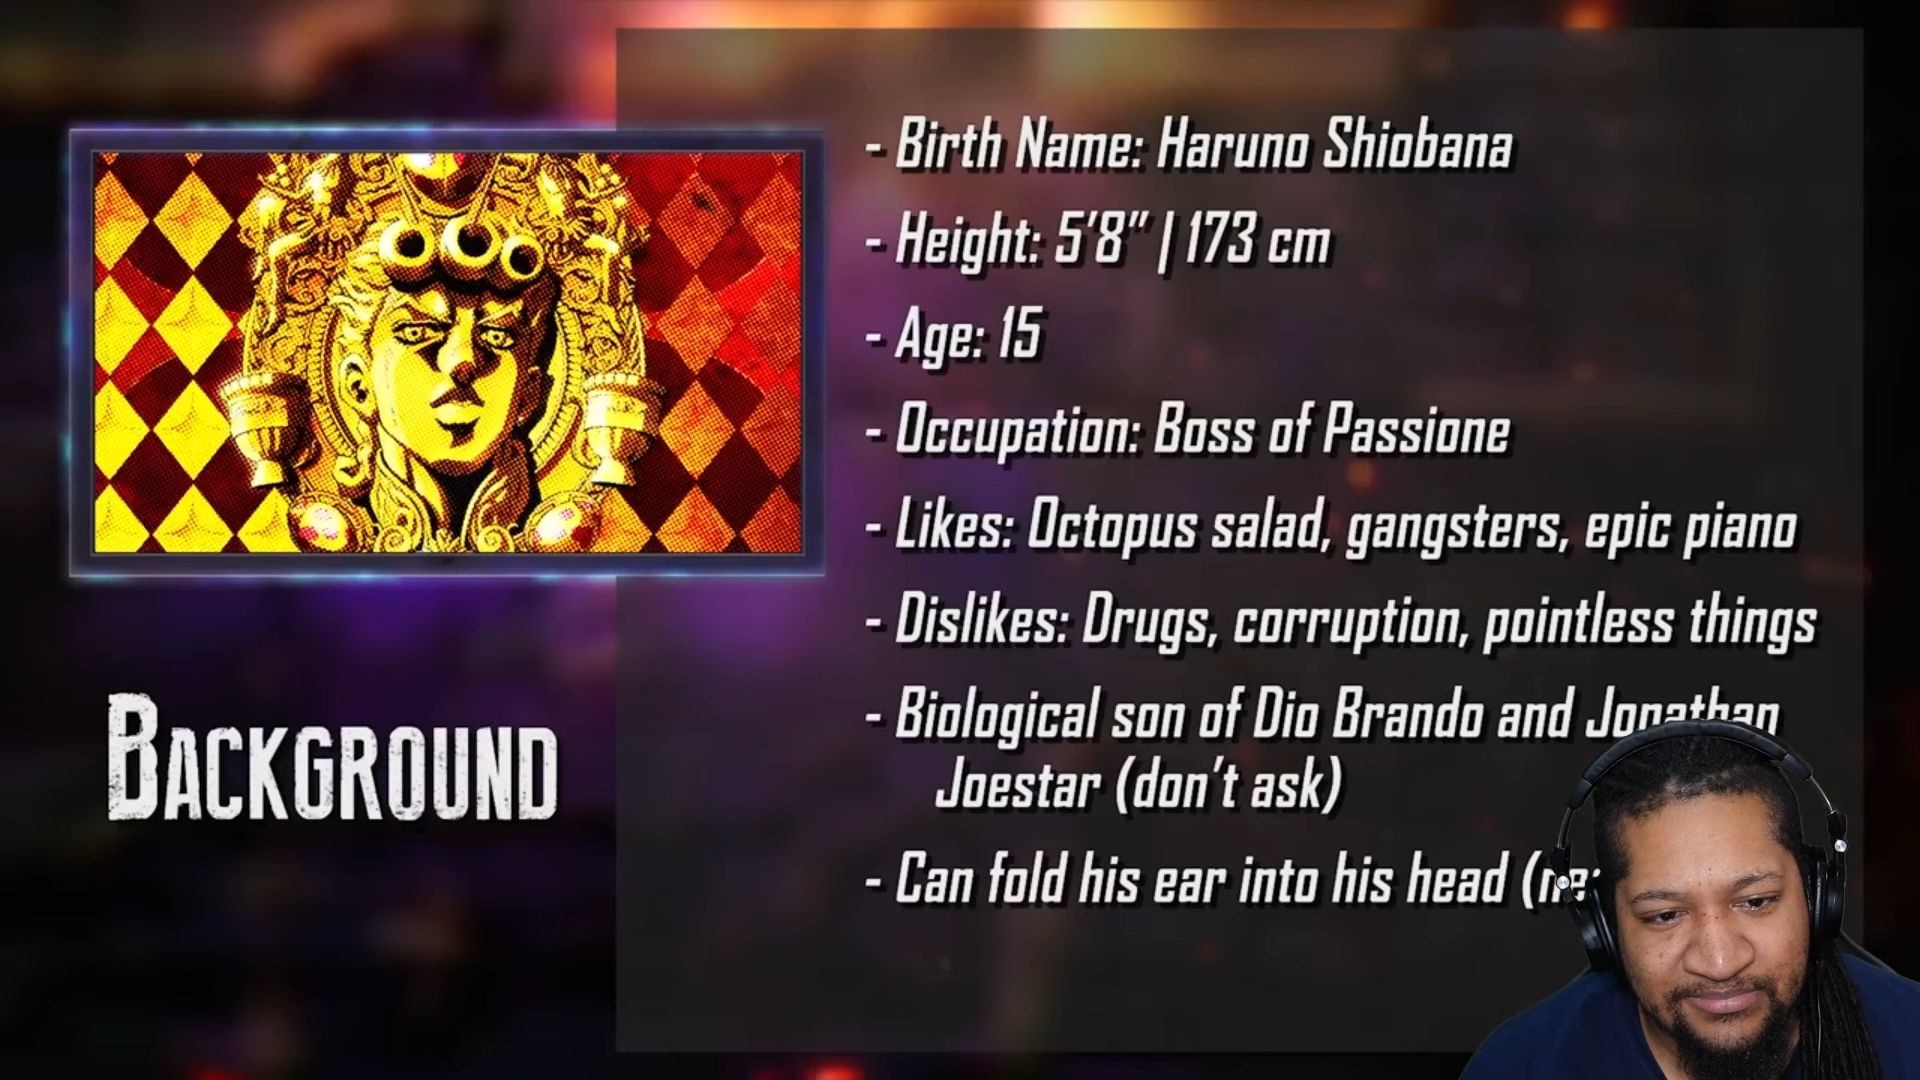 - Birth Name: Haruno Shiobana
- Height: 5'8" | 173 cm
- Age: 15
- Occupation: Boss of Passione
- Likes: Octopus salad, gangsters, epic piano
- Dislikes: Drugs, corruption, pointless things
- Biological son of Dio Brando and Jonathan
Joestar (don't ask)
- Can fold his ear into his head
BACKGROUND